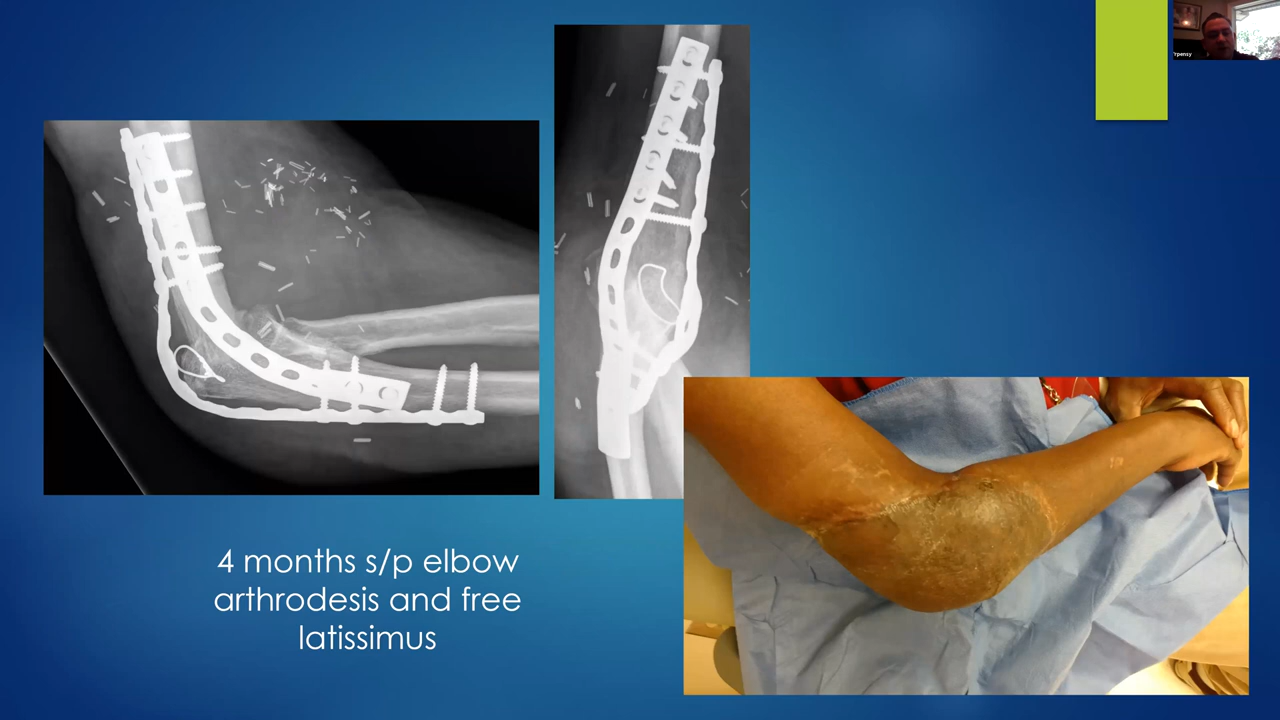 4 months s/p elbow
arthrodesis and free
latissimus